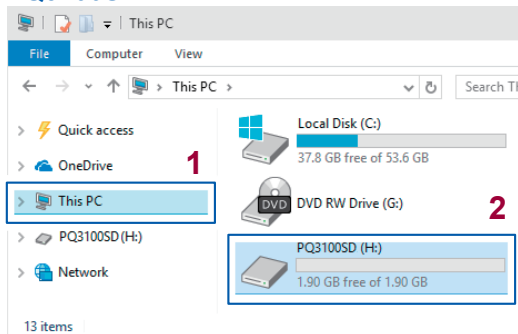 This PC
File Computer View
This PC Search Th
Quick access
Local Disk (C:)
37.8 GB free of 53.6 GB
OneDrive
1
This PC
DVD
DVD RW Drive (G:)
2
PQ3100SD (H:)
PQ3100SD (H:)
1.90 GB free of 1.90 GB
Network
13 items